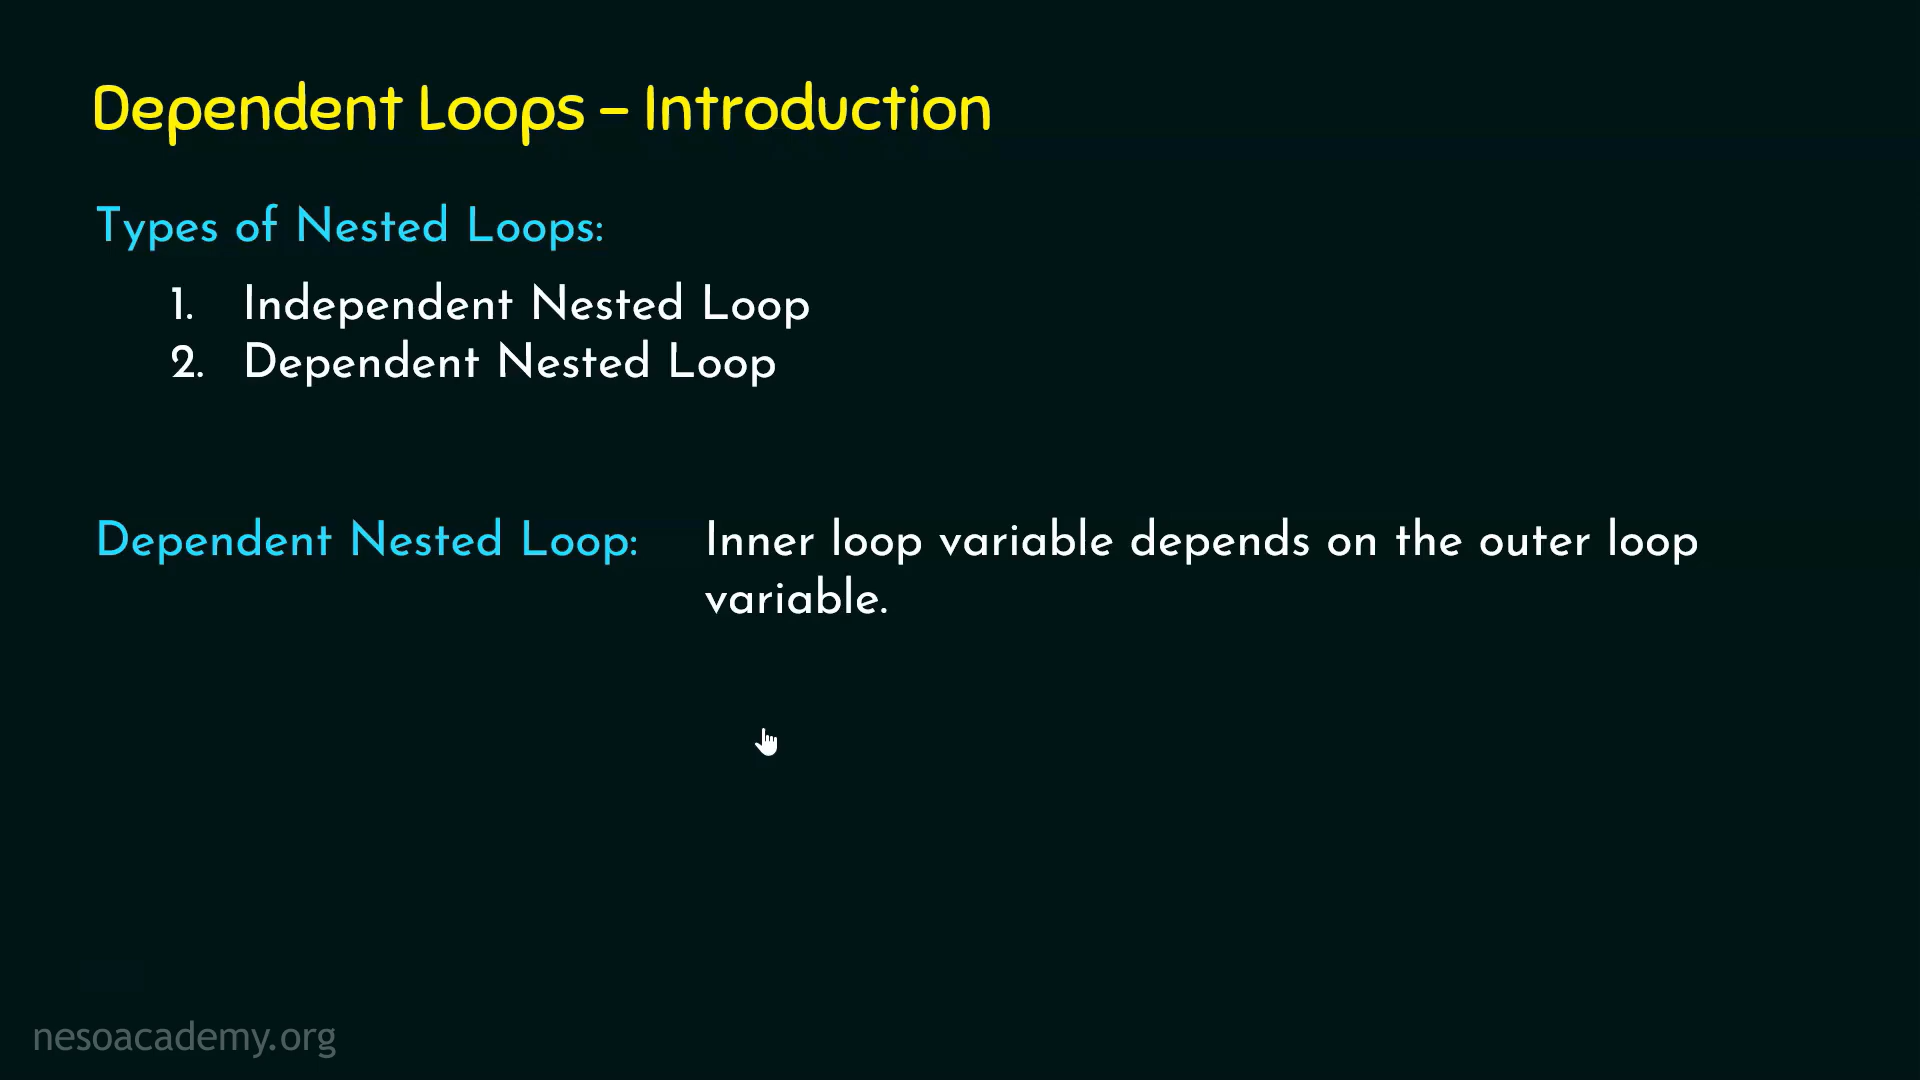 Dependent Loops – Introduction
Types of Nested Loops:
1. Independent Nested Loop
2. Dependent Nested Loop
Dependent Nested Loop: Inner loop variable depends on the outer loop
variable.
nesoacademy.org